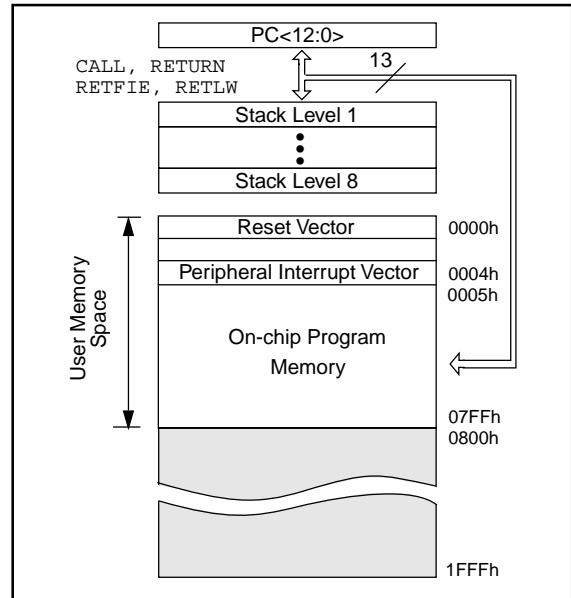 PC<12:0>
CALL, RETURN
RETFIE, RETLW
13
Stack Level 1
Stack Level 8
Reset Vector
0000h
Peripheral Interrupt Vector
0004h
0005h
User Memory
Space
On-chip Program
Memory
07FFh
0800h
1FFFh